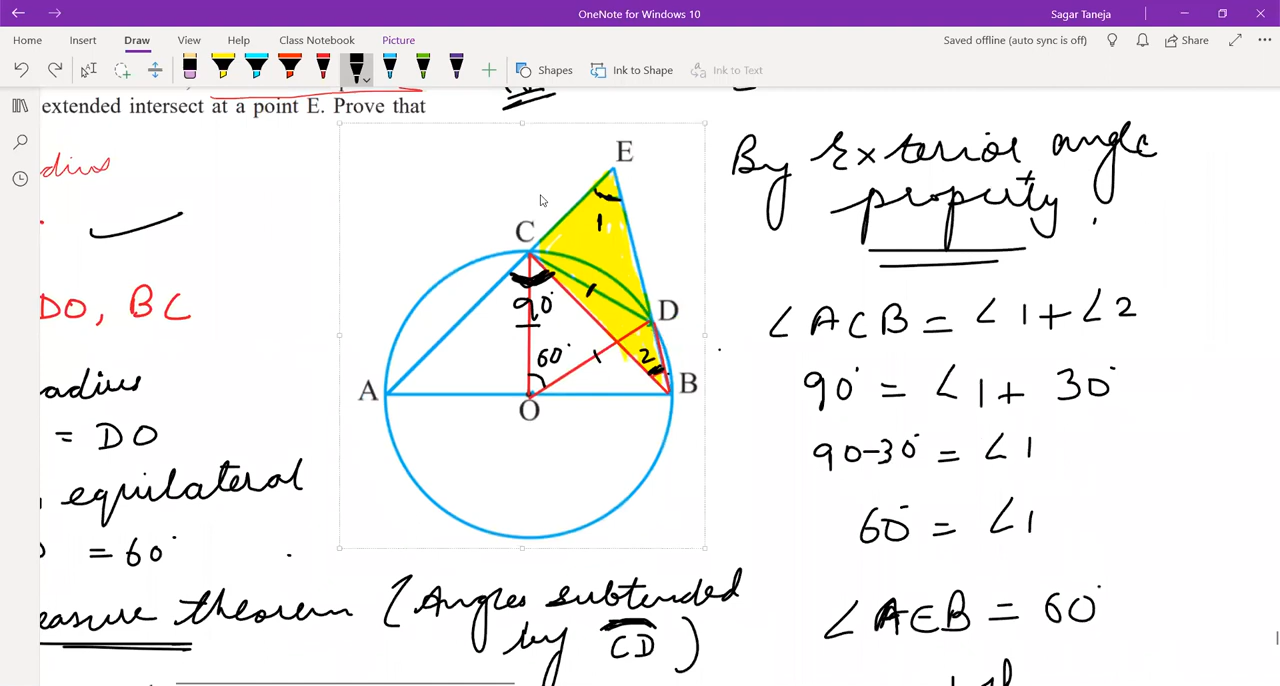 OneNote for Windows 10
Sagar Taneja
Home Insert Draw View Help Class Notebook Picture
Saved offline (auto sync is off)
Share
Shapes
Ink to Shape
Ink to Text
extended intersect at a point E. Prove that
dius
DO, BC
adius
= DO
equilateral
= 60°
easure theorem (Angles subtended
by CD)
E
1
C
90°
D
60°
2
A
B
O
By Exterior angle
property.
∠ACB = ∠1 + ∠2
90° = ∠1 + 30°
90-30° = ∠1
60° = ∠1
∠AEB = 60°